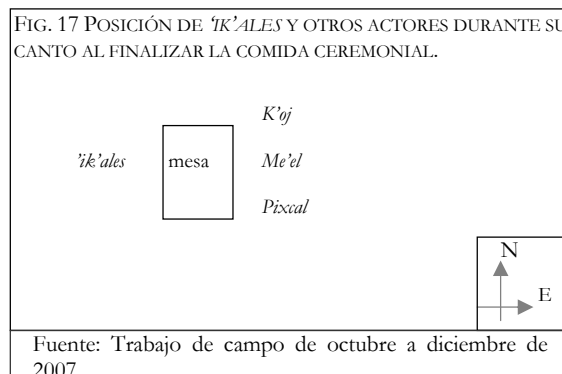 FIG. 17 POSICIÓN DE ‘IK’ALES Y OTROS ACTORES DURANTE SU
CANTO AL FINALIZAR LA COMIDA CEREMONIAL.
K’oj
’ik’ales mesa Me’el
Pixcal
N
E
Fuente: Trabajo de campo de octubre a diciembre de
2007